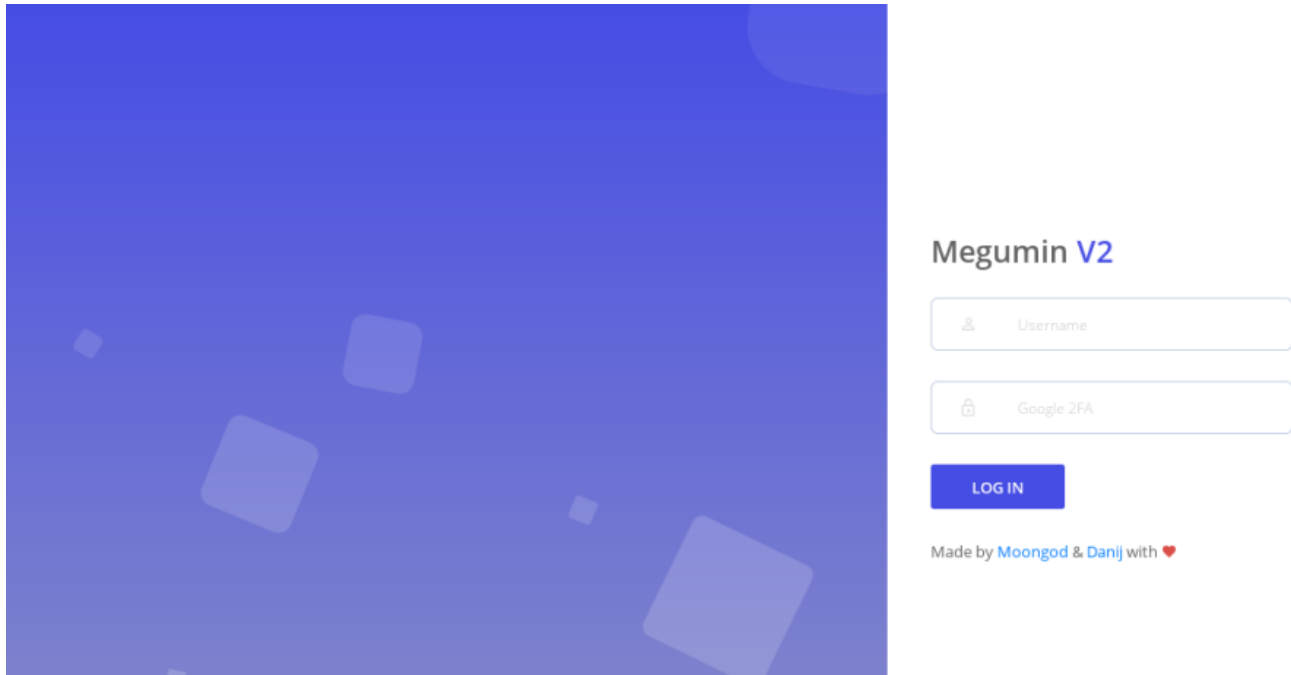 Megumin V2
Username
Google 2FA
LOG IN
Made by Moongod & Danij with ♥